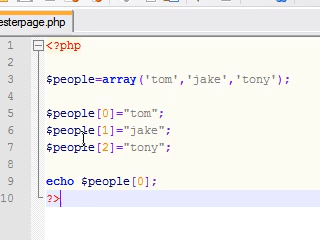 esterpage.php
1 <?php
2
3 $people=array('tom','jake','tony');
4
5 $people[0]="tom";
6 $people[1]="jake";
7 $people[2]="tony";
8
9 echo $people[0];
10 ?>